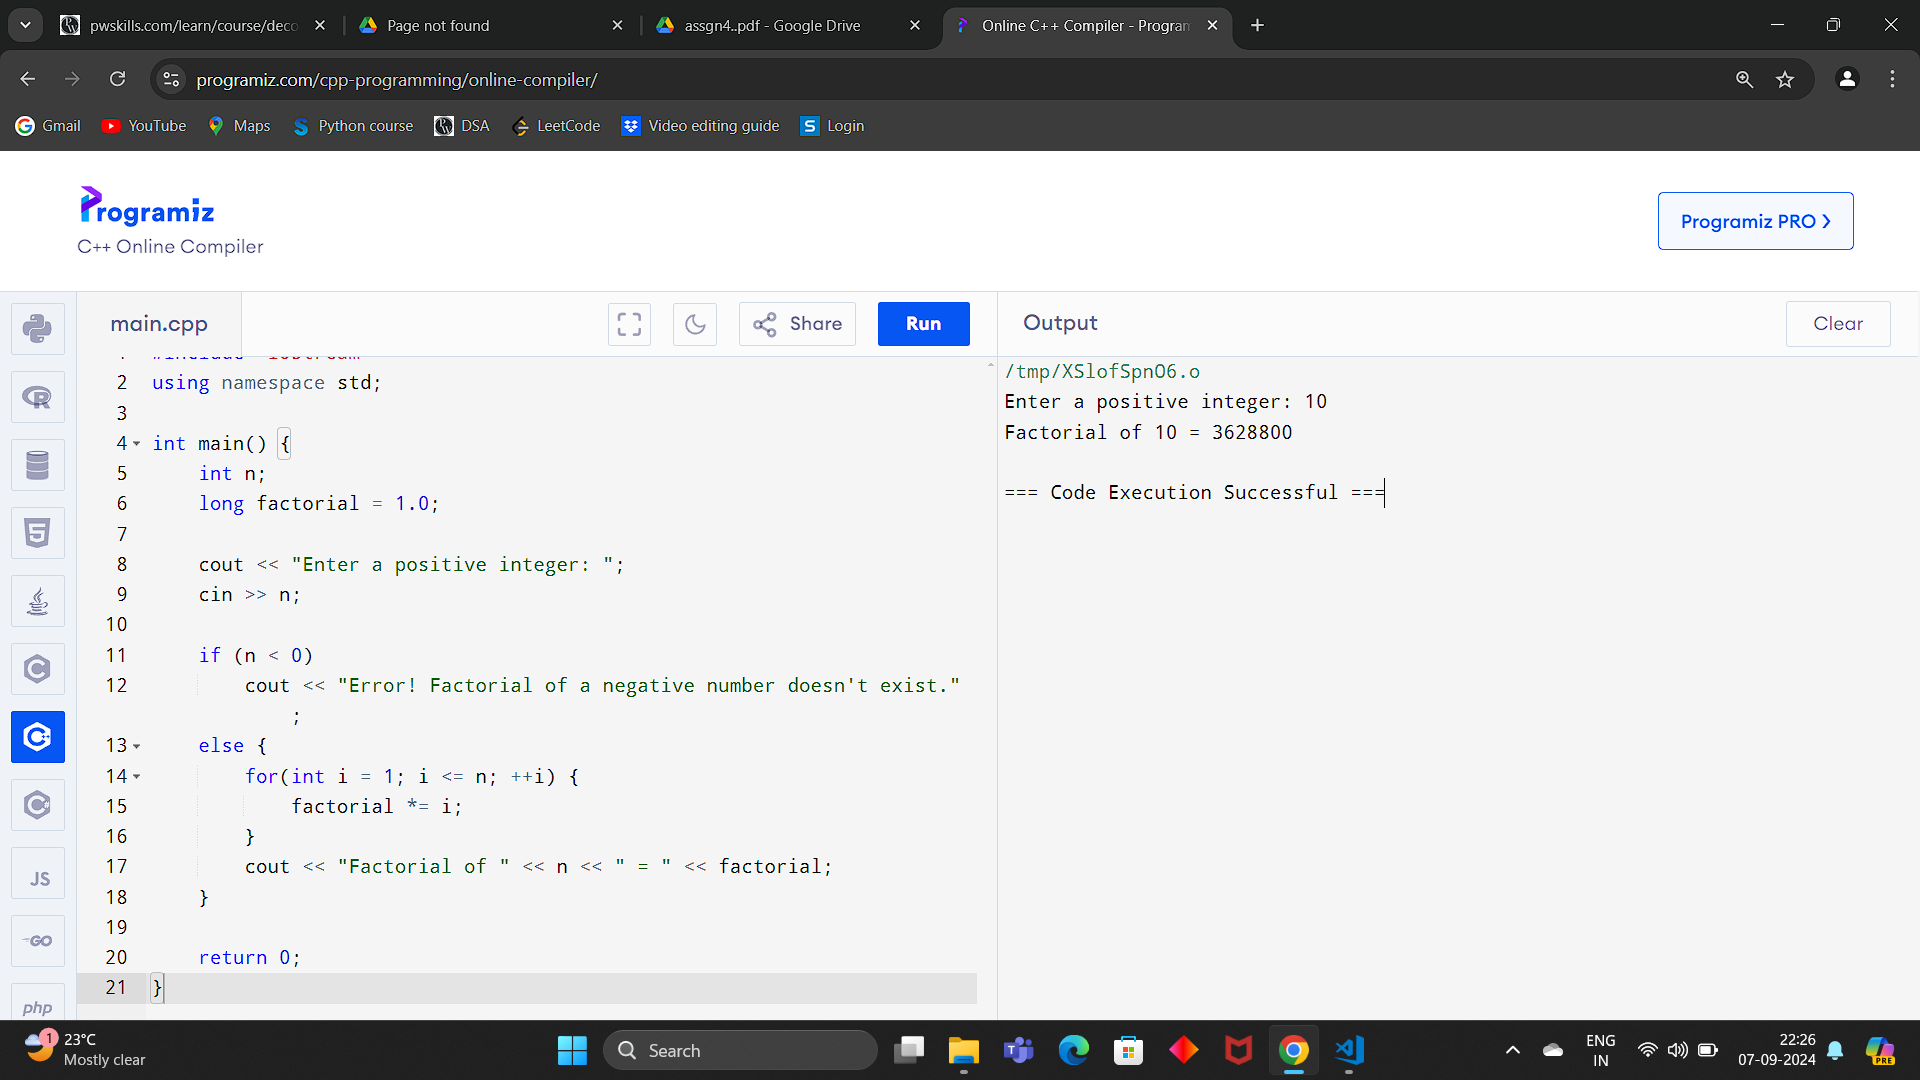 pwskills.com/learn/course/deco
Page not found
assgn4..pdf - Google Drive
Online C++ Compiler - Progran
programiz.com/cpp-programming/online-compiler/
Gmail
YouTube
Maps
Python course
DSA
LeetCode
Video editing guide
Login
Programiz
C++ Online Compiler
Programiz PRO >
main.cpp
Share
Run
Output
Clear
2 using namespace std;
3
4 int main() {
5 int n;
6 long factorial = 1.0;
7
8 cout << "Enter a positive integer: ";
9 cin >> n;
10
11 if (n < 0)
12 cout << "Error! Factorial of a negative number doesn't exist."
;
13 else {
14 for(int i = 1; i <= n; ++i) {
15 factorial *= i;
16 }
17 cout << "Factorial of " << n << " = " << factorial;
18 }
19
20 return 0;
21 }
/tmp/XSlofSpnO6.o
Enter a positive integer: 10
Factorial of 10 = 3628800
=== Code Execution Successful ===
JS
GO
php
1
23°C
Mostly clear
Search
ENG
IN
22:26
07-09-2024
PRE